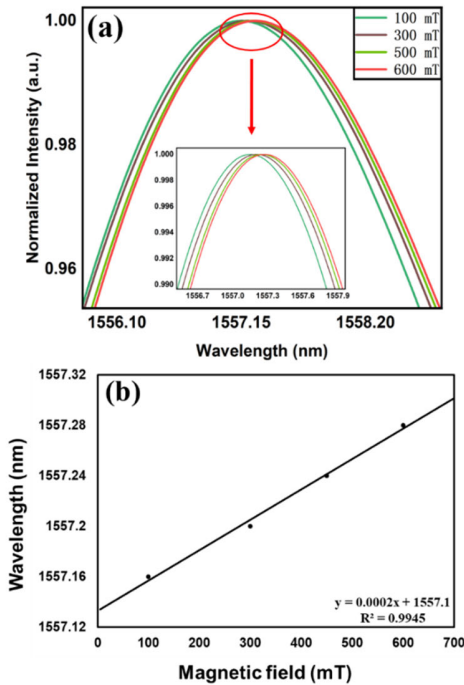 (a)
100 mT
300 mT
500 mT
600 mT
1.00
0.98
0.96
Normalized Intensity (a.u.)
1.000
0.998
0.996
0.994
0.992
0.990
1556.7 1557.0 1557.3 1557.6 1557.9
1556.10 1557.15 1558.20
Wavelength (nm)
(b)
1557.32
1557.28
1557.24
1557.2
1557.16
1557.12
Wavelength (nm)
y = 0.0002x + 1557.1
R² = 0.9945
0 100 200 300 400 500 600 700
Magnetic field (mT)